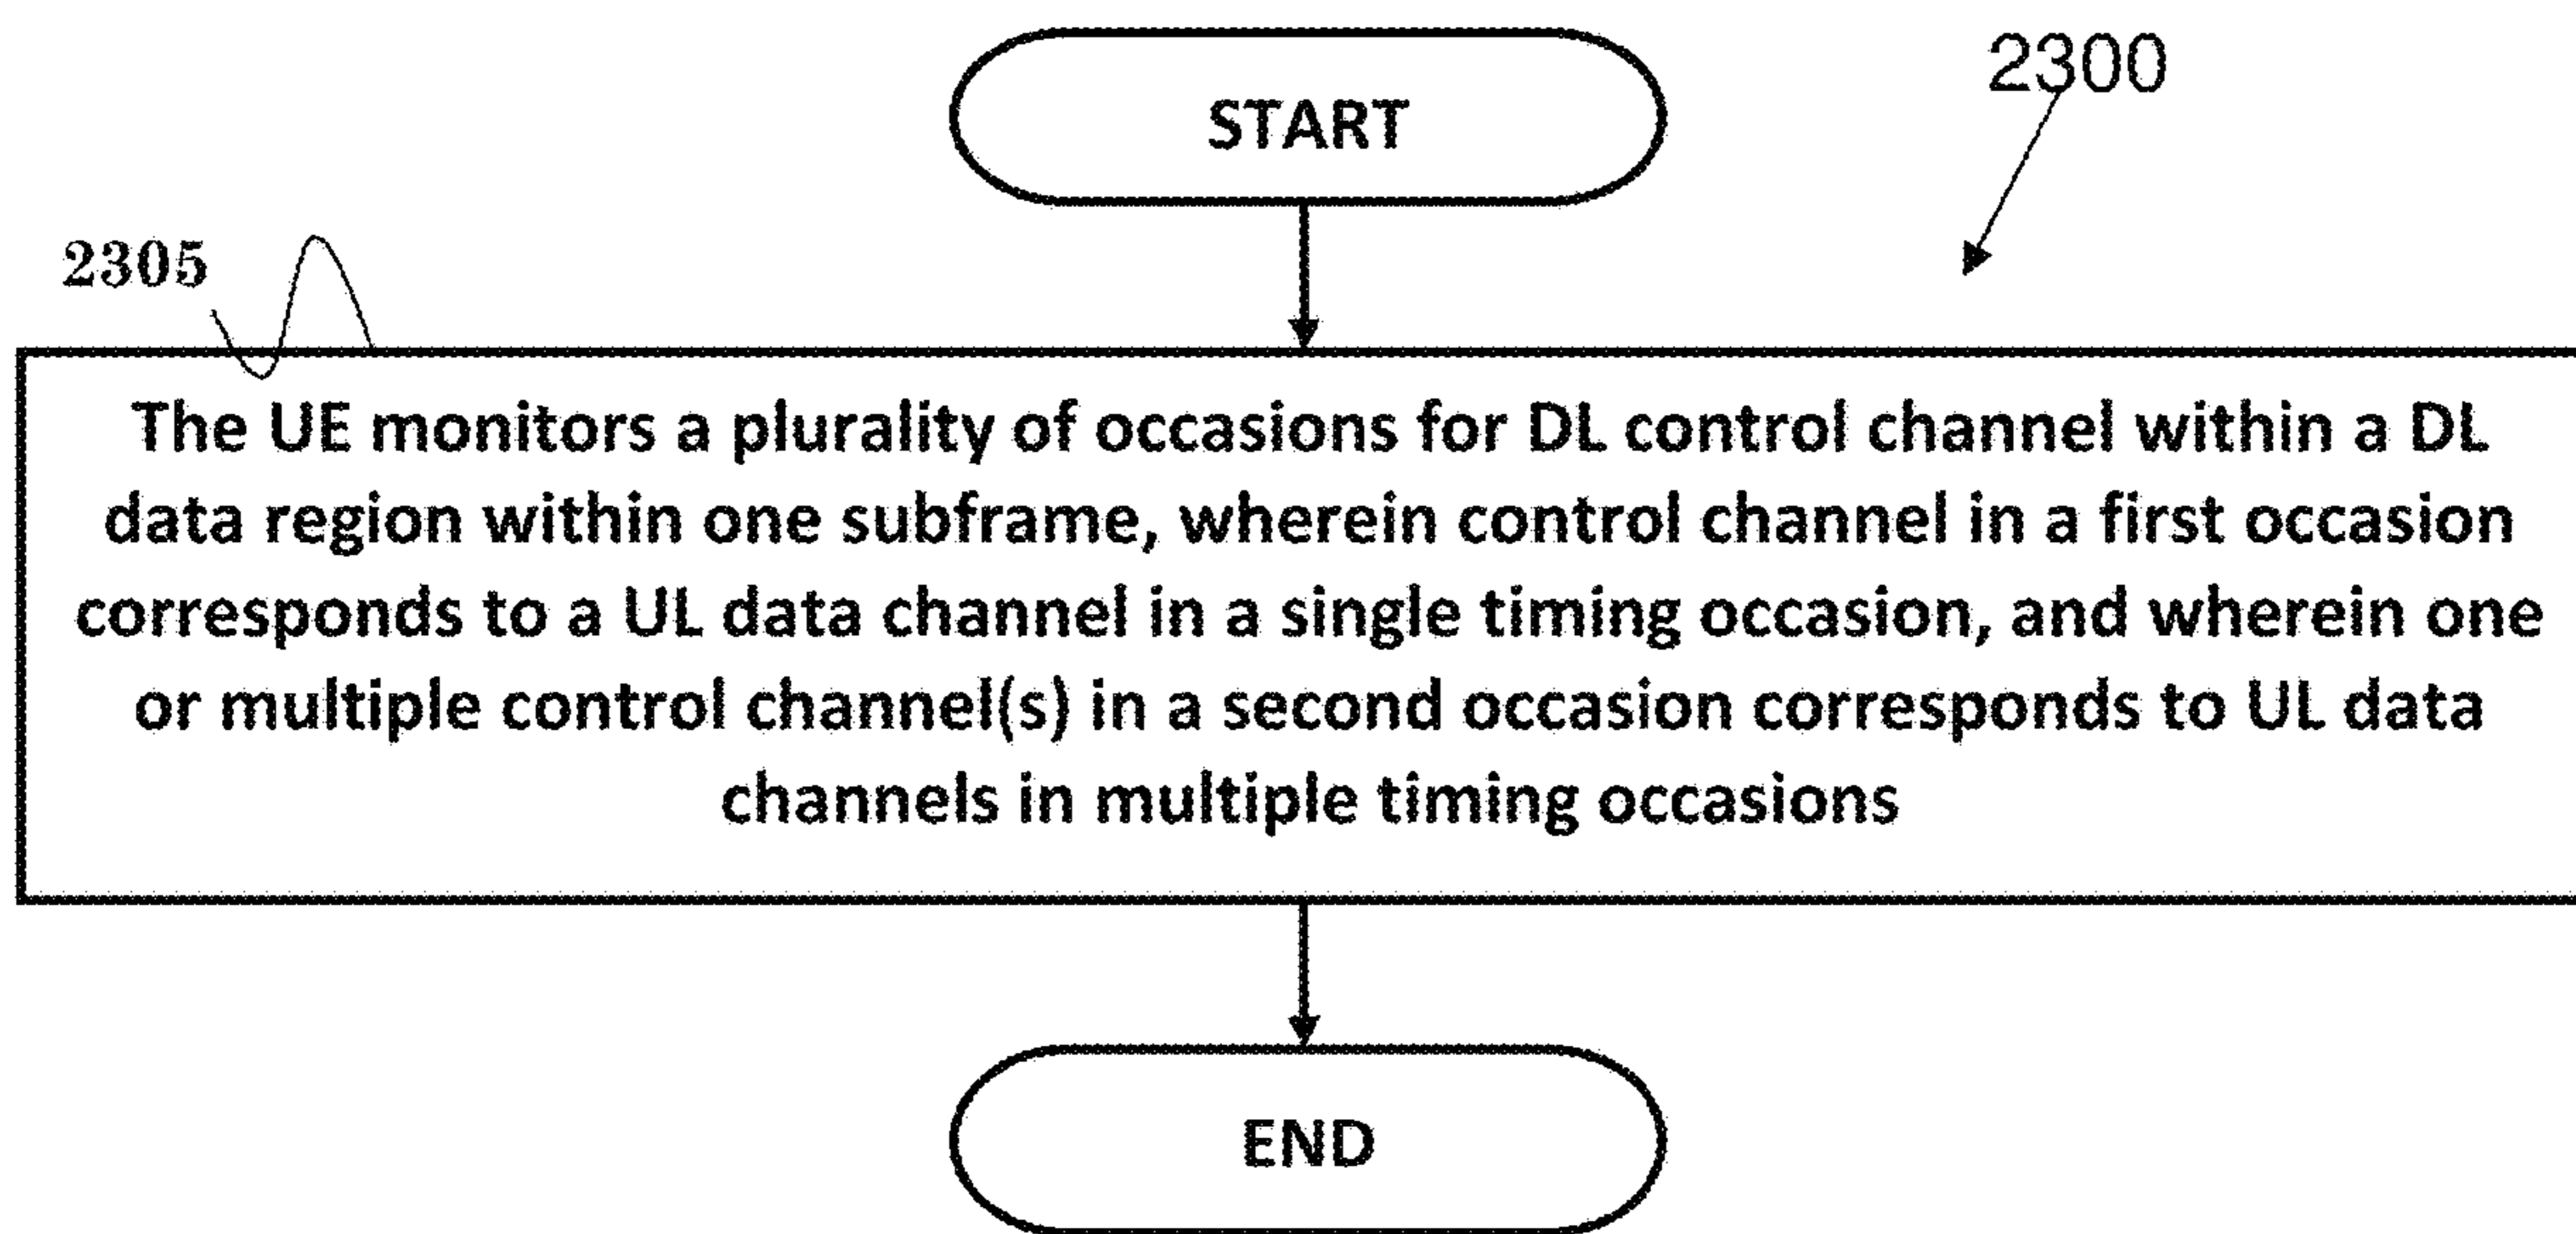 START
2300
2305
The UE monitors a plurality of occasions for DL control channel within a DL
data region within one subframe, wherein control channel in a first occasion
corresponds to a UL data channel in a single timing occasion, and wherein one
or multiple control channel(s) in a second occasion corresponds to UL data
channels in multiple timing occasions
END